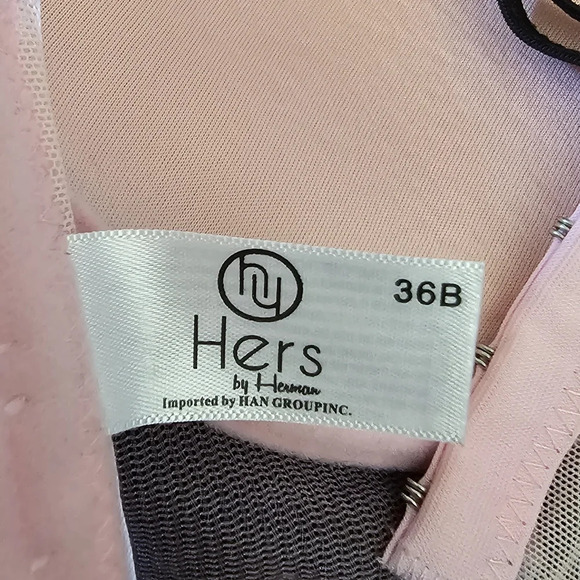 hy
36B
Hers
by Herman
Imported by HAN GROUPINC.